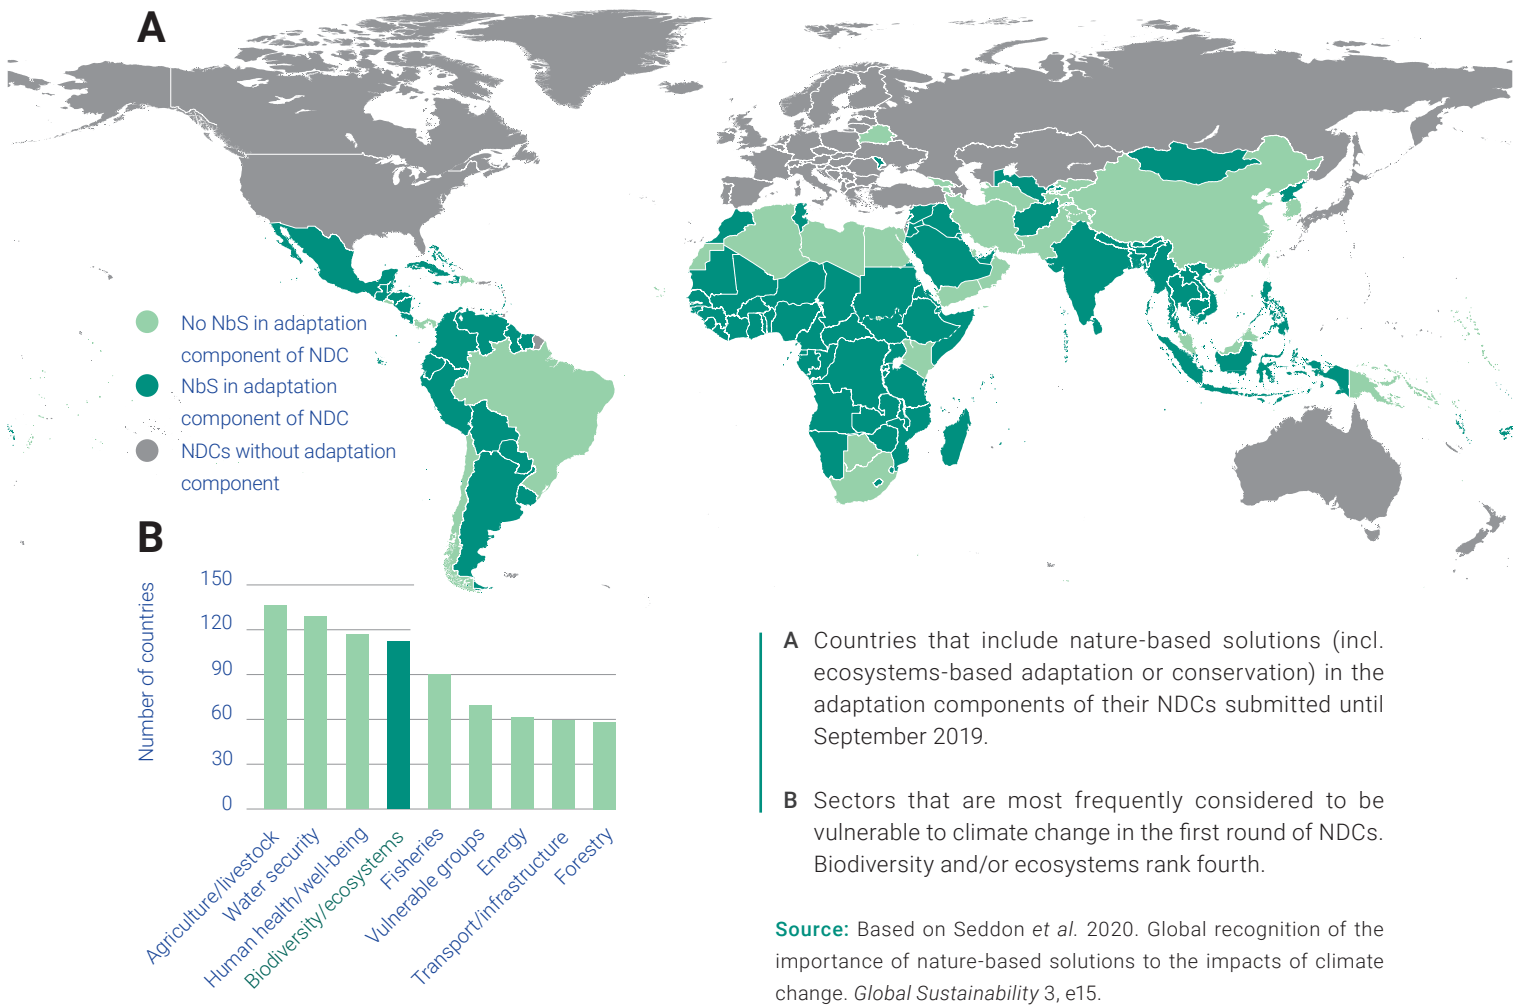 A
No NbS in adaptation
component of NDC
NbS in adaptation
component of NDC
NDCs without adaptation
component
B
Number of countries
150
120
90
60
30
0
Agriculture/livestock
Water security
Human health/well-being
Biodiversity/ecosystems
Fisheries
Vulnerable groups
Energy
Transport/infrastructure
Forestry
A Countries that include nature-based solutions (incl.
ecosystems-based adaptation or conservation) in the
adaptation components of their NDCs submitted until
September 2019.
B Sectors that are most frequently considered to be
vulnerable to climate change in the first round of NDCs.
Biodiversity and/or ecosystems rank fourth.
Source: Based on Seddon et al. 2020. Global recognition of the
importance of nature-based solutions to the impacts of climate
change. Global Sustainability 3, e15.